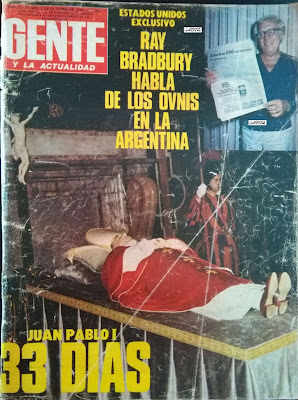 GENTE
Y LA ACTUALIDAD
ESTADOS UNIDOS
EXCLUSIVO
RAY
BRADBURY
HABLA
DE LOS OVNIS
EN LA
ARGENTINA
JUAN PABLO I
33 DIAS